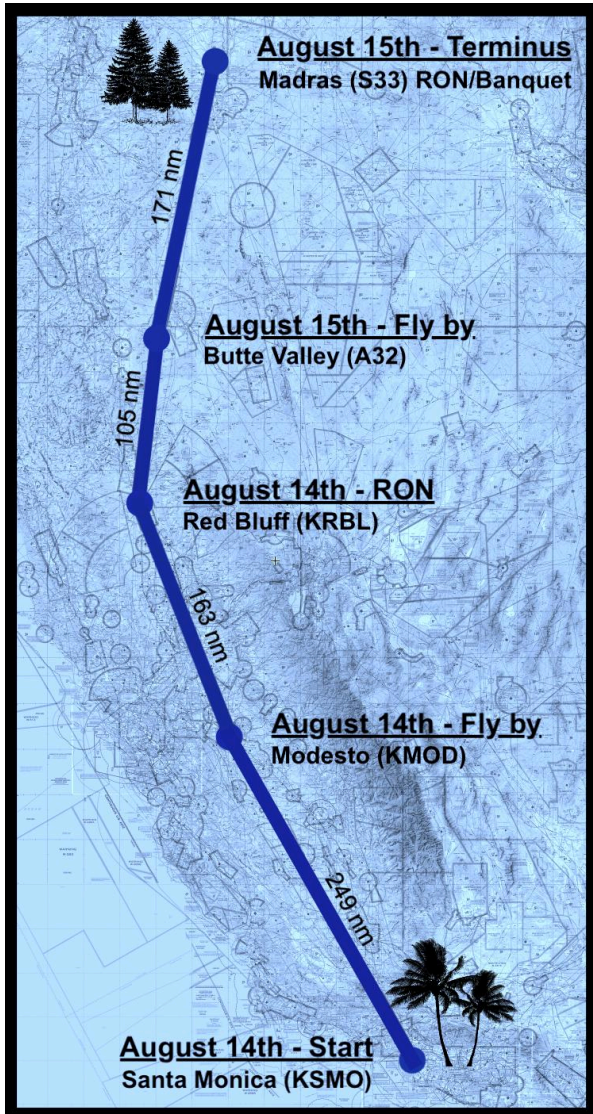 August 15th - Terminus
Madras (S33) RON/Banquet
171 nm
August 15th - Fly by
Butte Valley (A32)
105 nm
August 14th - RON
Red Bluff (KRBL)
163 nm
August 14th - Fly by
Modesto (KMOD)
249 nm
August 14th - Start
Santa Monica (KSMO)